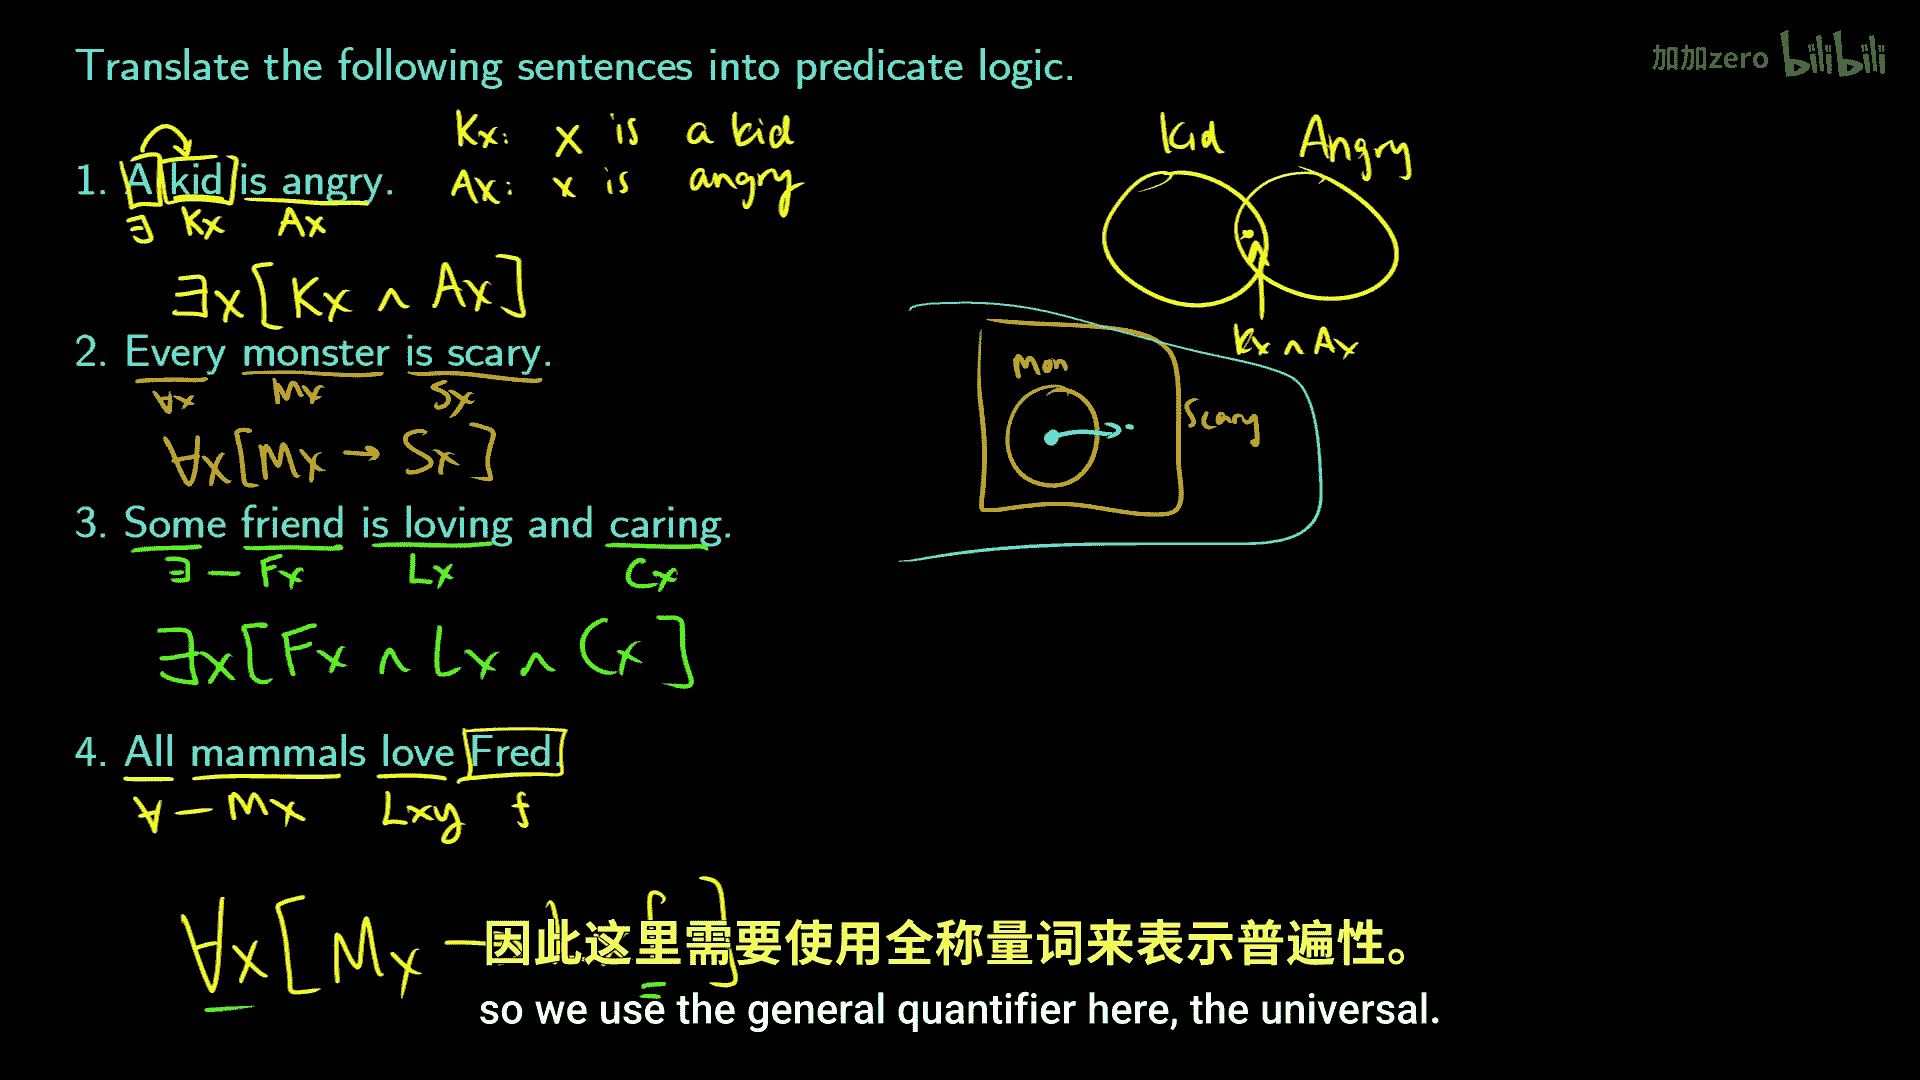 Translate the following sentences into predicate logic.
加加zero bilibili
Kx: x is a kid
1. A kid is angry.
Ax: x is angry
∃ Kx Ax
∃x[Kx ∧ Ax]
2. Every monster is scary.
∀x Mx Sx
∀x[Mx → Sx]
3. Some friend is loving and caring.
∃ — Fx Lx Cx
∃x[Fx ∧ Lx ∧ Cx]
4. All mammals love Fred.
∀ — Mx Lxy f
∀x[Mx
Kid Angry
Kx ∧ Ax
Mon
Scary
因此这里需要使用全称量词来表示普遍性。
so we use the general quantifier here, the universal.